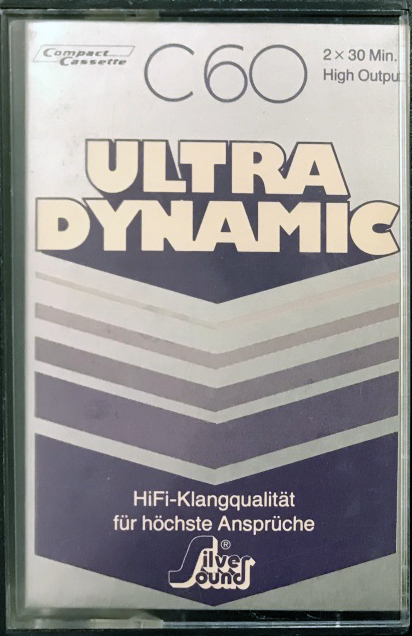 Compact Cassette
C60
2 x 30 Min.
High Output
ULTRA
DYNAMIC
HiFi-Klangqualität
für höchste Ansprüche
®
Silver
Sound